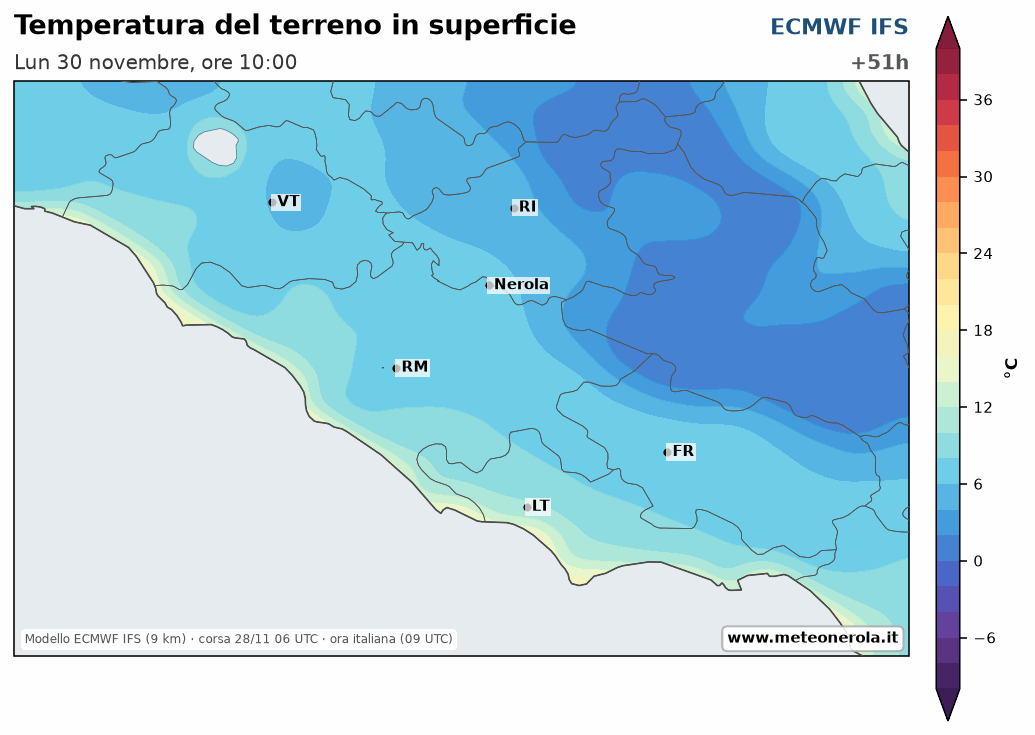 Temperatura del terreno in superficie
ECMWF IFS
Lun 30 novembre, ore 10:00
+51h
VT
RI
Nerola
RM
FR
LT
36
30
24
18
12
6
0
−6
°C
Modello ECMWF IFS (9 km) · corsa 28/11 06 UTC · ora italiana (09 UTC)
www.meteonerola.it